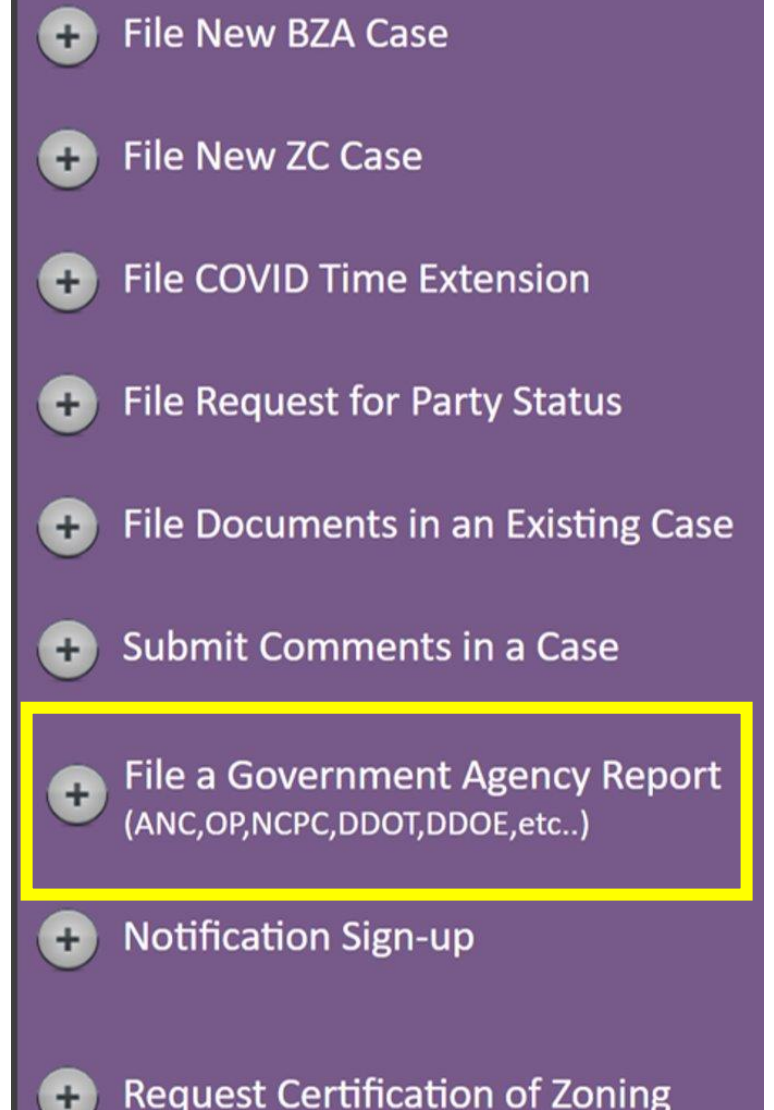 File New BZA Case
File New ZC Case
File COVID Time Extension
File Request for Party Status
File Documents in an Existing Case
Submit Comments in a Case
File a Government Agency Report
(ANC,OP,NCPC,DDOT,DDOE,etc..)
Notification Sign-up
Request Certification of Zoning